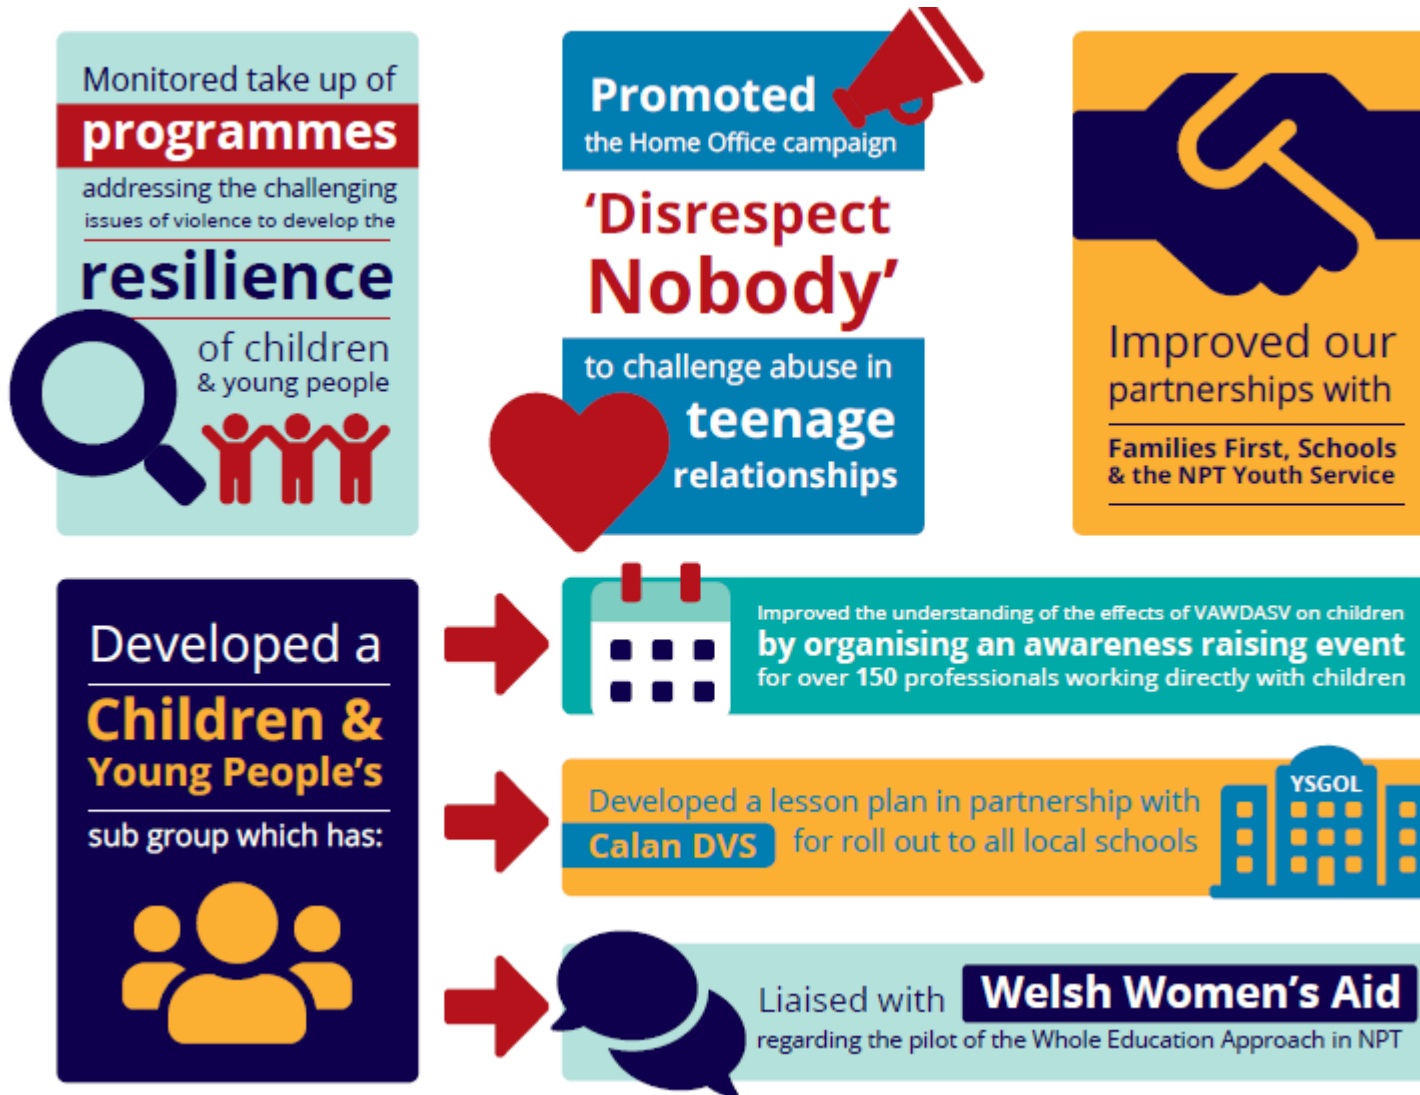 Monitored take up of
programmes
addressing the challenging
issues of violence to develop the
resilience
of children
& young people
Promoted
the Home Office campaign
‘Disrespect
Nobody’
to challenge abuse in
teenage
relationships
Improved our
partnerships with
Families First, Schools
& the NPT Youth Service
Developed a
Children &
Young People’s
sub group which has:
Improved the understanding of the effects of VAWDASV on children
by organising an awareness raising event
for over 150 professionals working directly with children
Developed a lesson plan in partnership with
Calan DVS for roll out to all local schools
YSGOL
Liaised with Welsh Women’s Aid
regarding the pilot of the Whole Education Approach in NPT